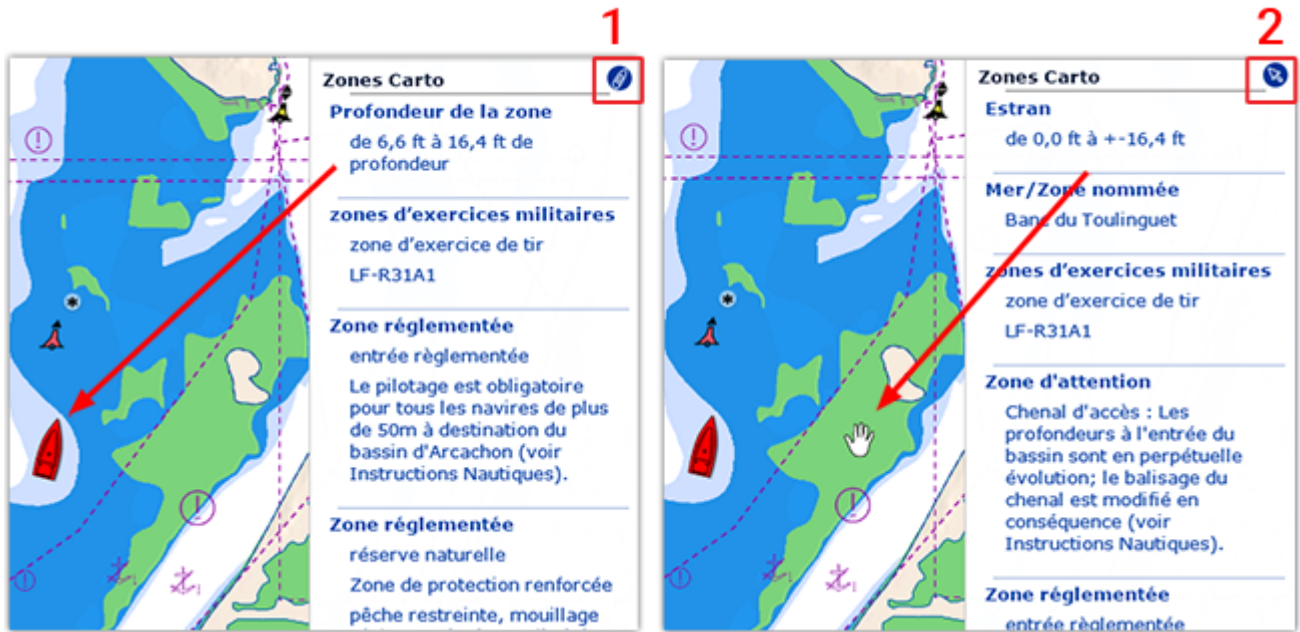 1
Zones Carto
Profondeur de la zone
de 6,6 ft à 16,4 ft de
profondeur
zones d'exercices militaires
zone d'exercice de tir
LF-R31A1
Zone réglementée
entrée règlementée
Le pilotage est obligatoire
pour tous les navires de plus
de 50m à destination du
bassin d'Arcachon (voir
Instructions Nautiques).
Zone réglementée
réserve naturelle
Zone de protection renforcée
pêche restreinte, mouillage
2
Zones Carto
Estran
de 0,0 ft à +-16,4 ft
Mer/Zone nommée
Banc du Toulinguet
zones d'exercices militaires
zone d'exercice de tir
LF-R31A1
Zone d'attention
Chenal d'accès : Les
profondeurs à l'entrée du
bassin sont en perpétuelle
évolution; le balisage du
chenal est modifié en
conséquence (voir
Instructions Nautiques).
Zone réglementée
entrée règlementée